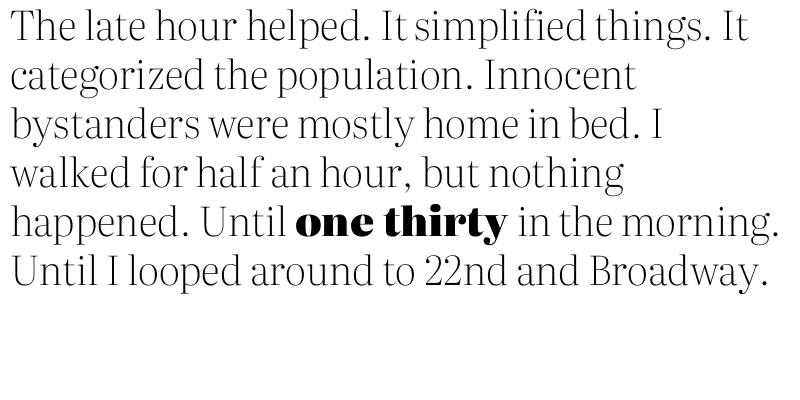 The late hour helped. It simplified things. It
categorized the population. Innocent
bystanders were mostly home in bed. I
walked for half an hour, but nothing
happened. Until one thirty in the morning.
Until I looped around to 22nd and Broadway.